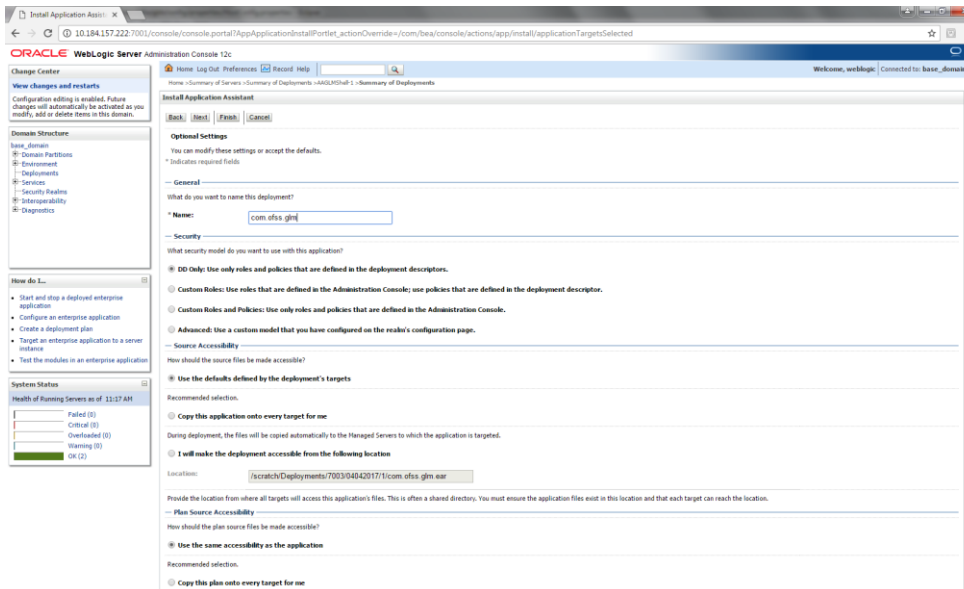 Install Application Assist
10.184.157.222:7001/console/console.portal?AppApplicationInstallPortlet_actionOverride=/com/bea/console/actions/app/install/applicationTargetsSelected
ORACLE WebLogic Server Administration Console 12c
Change Center
View changes and restarts
Configuration editing is enabled. Future
changes will automatically be activated as you
modify, add or delete items in this domain.
Domain Structure
base_domain
Domain Partitions
Environment
Deployments
Services
Security Realms
Interoperability
Diagnostics
How do I...
Start and stop a deployed enterprise
application
Configure an enterprise application
Create a deployment plan
Target an enterprise application to a server
instance
Test the modules in an enterprise application
System Status
Health of Running Servers as of 11:17 AM
Failed (0)
Critical (0)
Overloaded (0)
Warning (0)
OK (2)
Home Log Out Preferences Record Help
Welcome, weblogic Connected to: base_domain
Home >Summary of Servers >Summary of Deployments >AAGLMShell-1 >Summary of Deployments
Install Application Assistant
Back Next Finish Cancel
Optional Settings
You can modify these settings or accept the defaults.
* Indicates required fields
General
What do you want to name this deployment?
* Name: com.ofss.glm
Security
What security model do you want to use with this application?
DD Only: Use only roles and policies that are defined in the deployment descriptors.
Custom Roles: Use roles that are defined in the Administration Console; use policies that are defined in the deployment descriptor.
Custom Roles and Policies: Use only roles and policies that are defined in the Administration Console.
Advanced: Use a custom model that you have configured on the realm's configuration page.
Source Accessibility
How should the source files be made accessible?
Use the defaults defined by the deployment's targets
Recommended selection.
Copy this application onto every target for me
During deployment, the files will be copied automatically to the Managed Servers to which the application is targeted.
I will make the deployment accessible from the following location
Location: /scratch/Deployments/7003/04042017/1/com.ofss.glm.ear
Provide the location from where all targets will access this application's files. This is often a shared directory. You must ensure the application files exist in this location and that each target can reach the location.
Plan Source Accessibility
How should the plan source files be made accessible?
Use the same accessibility as the application
Recommended selection.
Copy this plan onto every target for me